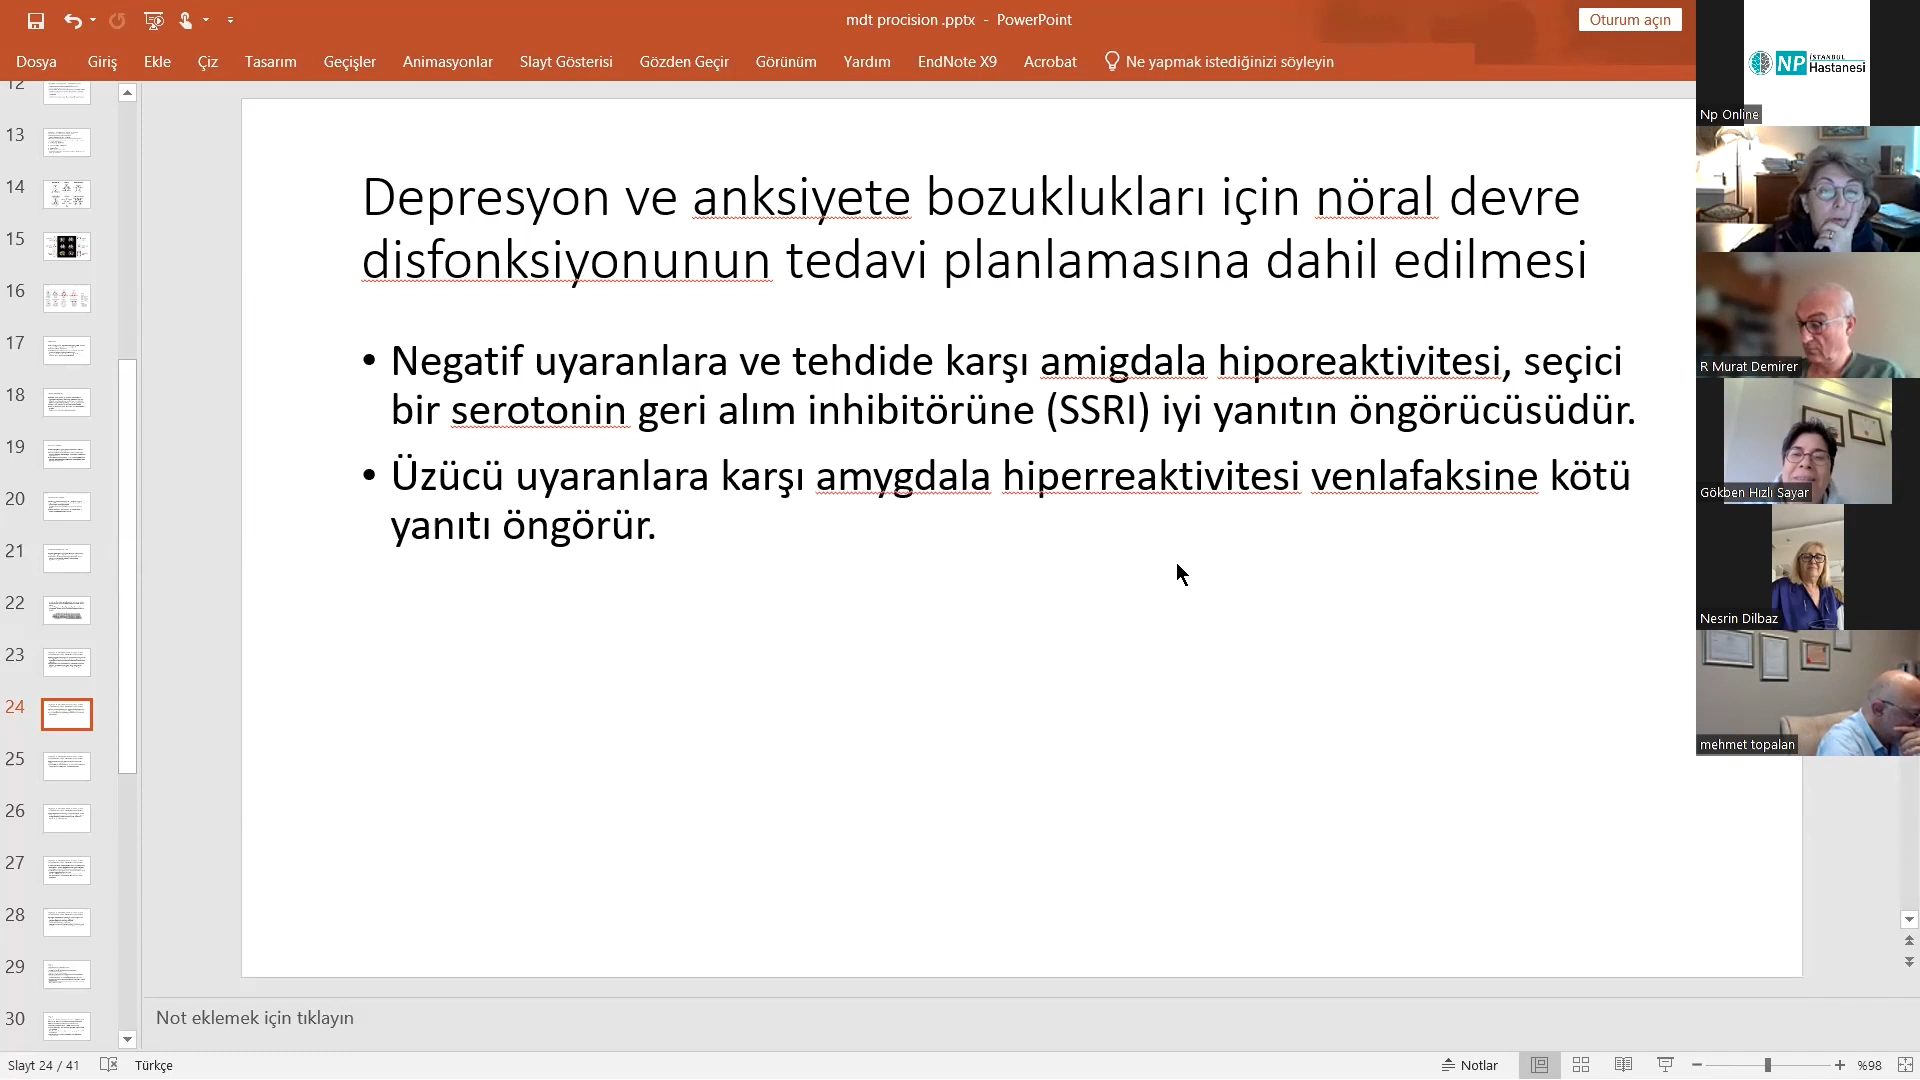 mdt procision .pptx - PowerPoint
Oturum açın
Dosya Giriş Ekle Çiz Tasarım Geçişler Animasyonlar Slayt Gösterisi Gözden Geçir Görünüm Yardım EndNote X9 Acrobat Ne yapmak istediğinizi söyleyin
12
13
14
15
16
17
18
19
20
21
22
23
24
25
26
27
28
29
30
Depresyon ve anksiyete bozuklukları için nöral devre
disfonksiyonunun tedavi planlamasına dahil edilmesi
• Negatif uyaranlara ve tehdide karşı amigdala hiporeaktivitesi, seçici
bir serotonin geri alım inhibitörüne (SSRI) iyi yanıtın öngörücüsüdür.
• Üzücü uyaranlara karşı amygdala hiperreaktivitesi venlafaksine kötü
yanıtı öngörür.
NP İSTANBUL
Hastanesi
Np Online
R Murat Demirer
Gökben Hızlı Sayar
Nesrin Dilbaz
mehmet topalan
Not eklemek için tıklayın
Slayt 24 / 41 Türkçe Notlar %98